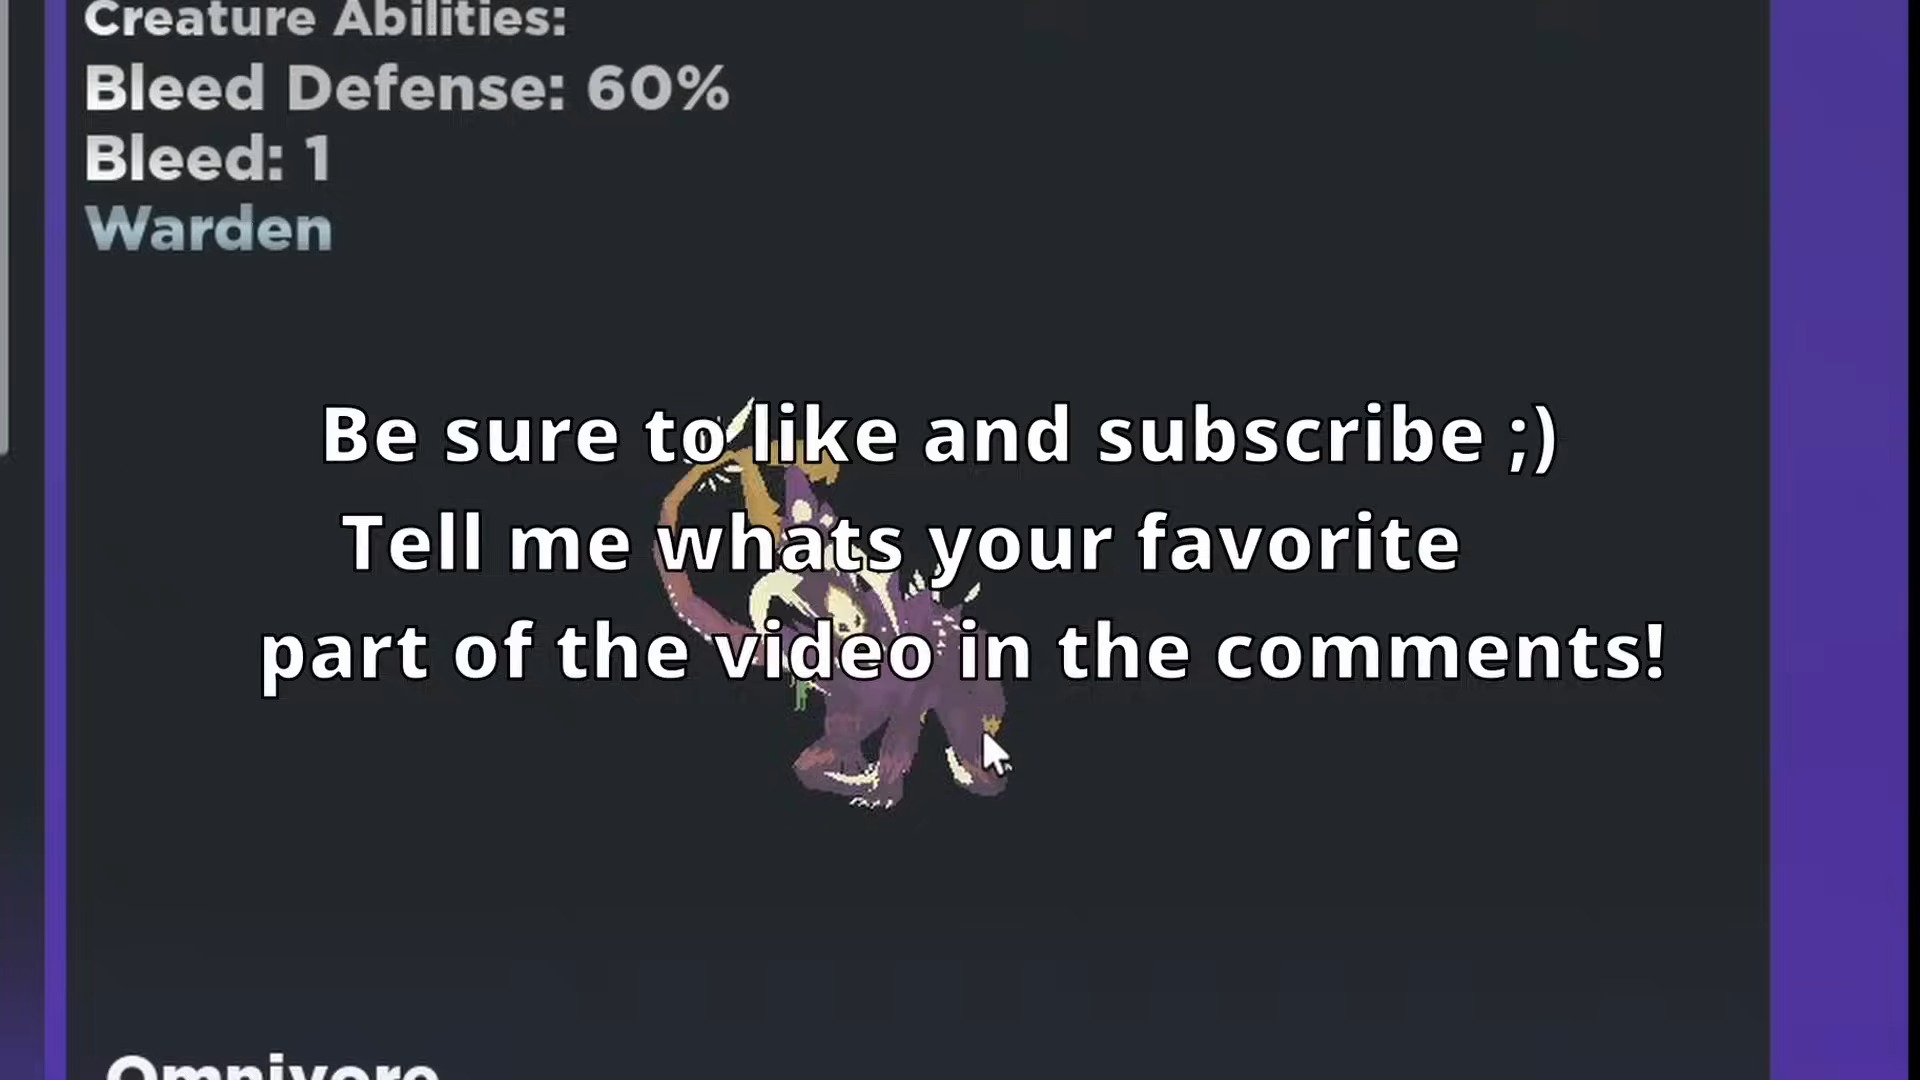 Creature Abilities:
Bleed Defense: 60%
Bleed: 1
Warden
Be sure to like and subscribe ;)
Tell me whats your favorite
part of the video in the comments!
Omnivore